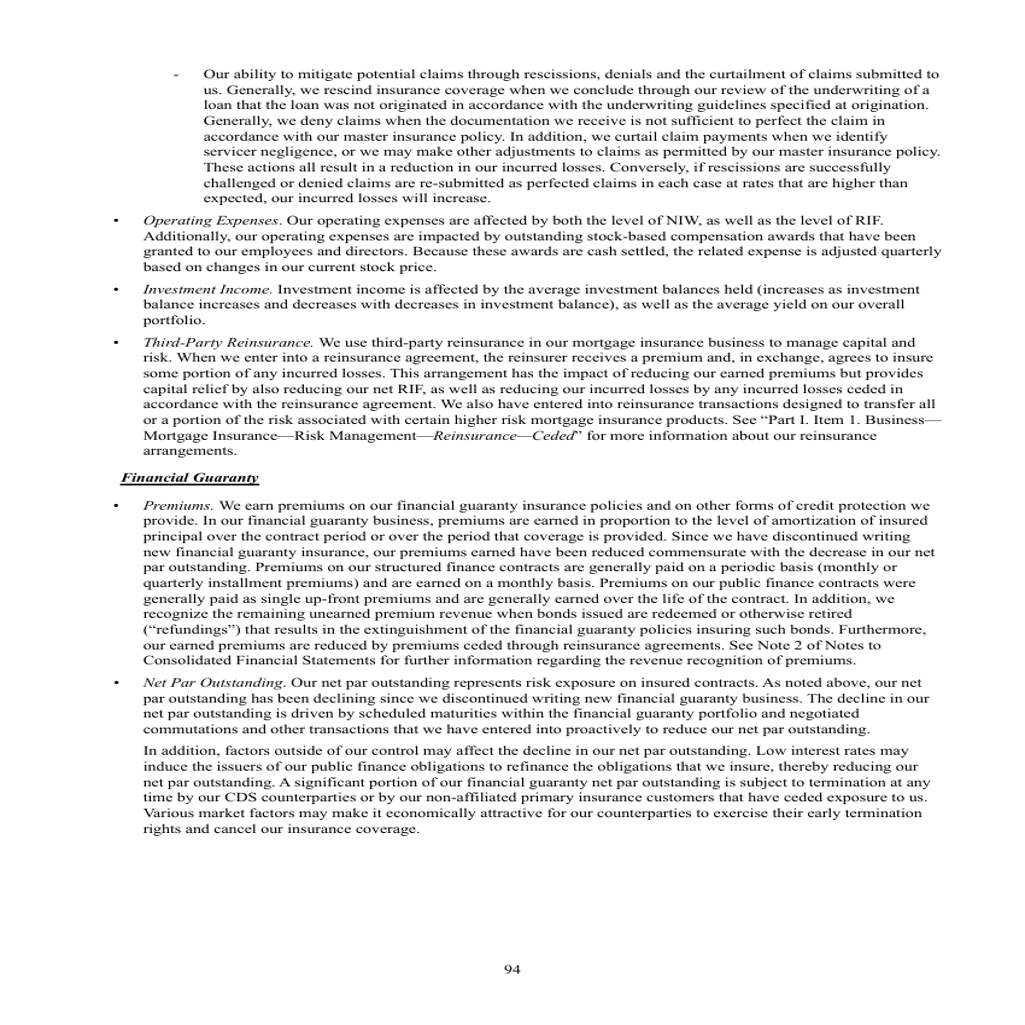 - Our ability to mitigate potential claims through rescissions, denials and the curtailment of claims submitted to
us. Generally, we rescind insurance coverage when we conclude through our review of the underwriting of a
loan that the loan was not originated in accordance with the underwriting guidelines specified at origination.
Generally, we deny claims when the documentation we receive is not sufficient to perfect the claim in
accordance with our master insurance policy. In addition, we curtail claim payments when we identify
servicer negligence, or we may make other adjustments to claims as permitted by our master insurance policy.
These actions all result in a reduction in our incurred losses. Conversely, if rescissions are successfully
challenged or denied claims are re-submitted as perfected claims in each case at rates that are higher than
expected, our incurred losses will increase.
• Operating Expenses. Our operating expenses are affected by both the level of NIW, as well as the level of RIF.
Additionally, our operating expenses are impacted by outstanding stock-based compensation awards that have been
granted to our employees and directors. Because these awards are cash settled, the related expense is adjusted quarterly
based on changes in our current stock price.
• Investment Income. Investment income is affected by the average investment balances held (increases as investment
balance increases and decreases with decreases in investment balance), as well as the average yield on our overall
portfolio.
• Third-Party Reinsurance. We use third-party reinsurance in our mortgage insurance business to manage capital and
risk. When we enter into a reinsurance agreement, the reinsurer receives a premium and, in exchange, agrees to insure
some portion of any incurred losses. This arrangement has the impact of reducing our earned premiums but provides
capital relief by also reducing our net RIF, as well as reducing our incurred losses by any incurred losses ceded in
accordance with the reinsurance agreement. We also have entered into reinsurance transactions designed to transfer all
or a portion of the risk associated with certain higher risk mortgage insurance products. See “Part I. Item 1. Business—
Mortgage Insurance—Risk Management—Reinsurance—Ceded” for more information about our reinsurance
arrangements.
Financial Guaranty
• Premiums. We earn premiums on our financial guaranty insurance policies and on other forms of credit protection we
provide. In our financial guaranty business, premiums are earned in proportion to the level of amortization of insured
principal over the contract period or over the period that coverage is provided. Since we have discontinued writing
new financial guaranty insurance, our premiums earned have been reduced commensurate with the decrease in our net
par outstanding. Premiums on our structured finance contracts are generally paid on a periodic basis (monthly or
quarterly installment premiums) and are earned on a monthly basis. Premiums on our public finance contracts were
generally paid as single up-front premiums and are generally earned over the life of the contract. In addition, we
recognize the remaining unearned premium revenue when bonds issued are redeemed or otherwise retired
(“refundings”) that results in the extinguishment of the financial guaranty policies insuring such bonds. Furthermore,
our earned premiums are reduced by premiums ceded through reinsurance agreements. See Note 2 of Notes to
Consolidated Financial Statements for further information regarding the revenue recognition of premiums.
• Net Par Outstanding. Our net par outstanding represents risk exposure on insured contracts. As noted above, our net
par outstanding has been declining since we discontinued writing new financial guaranty business. The decline in our
net par outstanding is driven by scheduled maturities within the financial guaranty portfolio and negotiated
commutations and other transactions that we have entered into proactively to reduce our net par outstanding.
In addition, factors outside of our control may affect the decline in our net par outstanding. Low interest rates may
induce the issuers of our public finance obligations to refinance the obligations that we insure, thereby reducing our
net par outstanding. A significant portion of our financial guaranty net par outstanding is subject to termination at any
time by our CDS counterparties or by our non-affiliated primary insurance customers that have ceded exposure to us.
Various market factors may make it economically attractive for our counterparties to exercise their early termination
rights and cancel our insurance coverage.
94